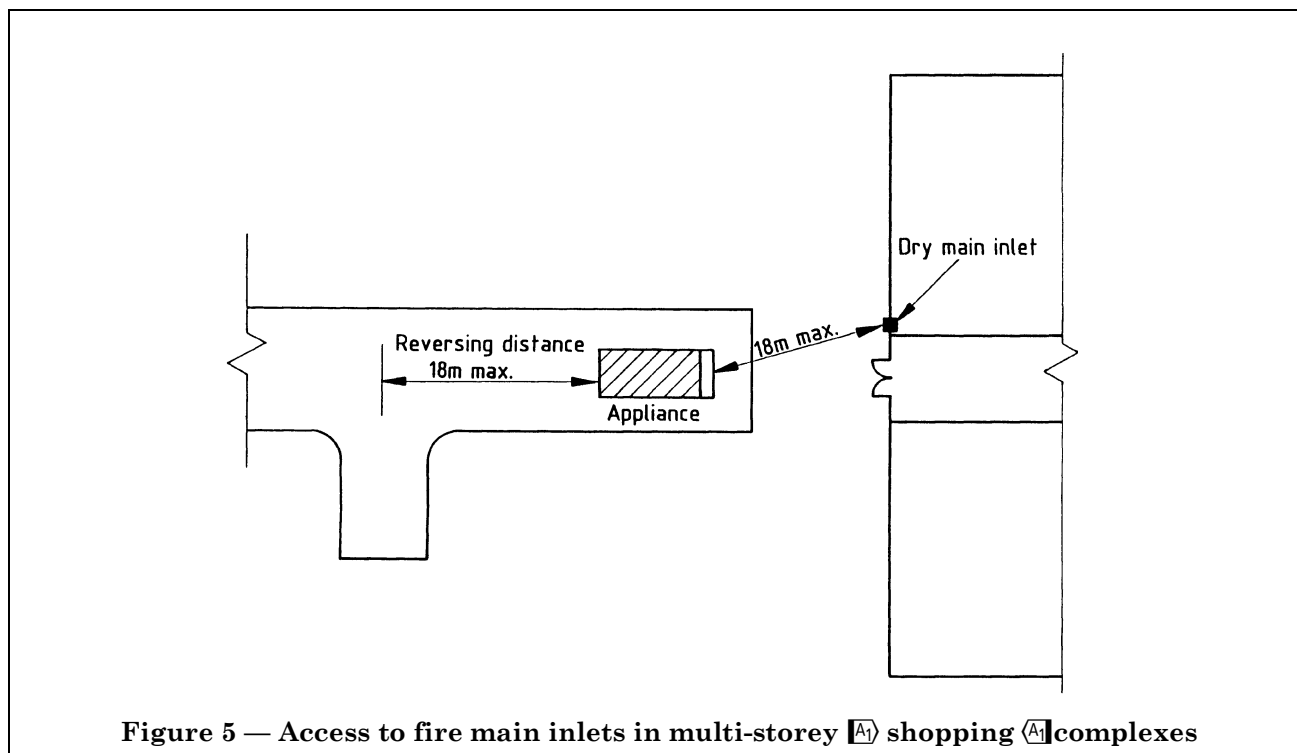 Dry main inlet
18m max.
Reversing distance
18m max.
Appliance
Figure 5 — Access to fire main inlets in multi-storey A1 shopping A1 complexes